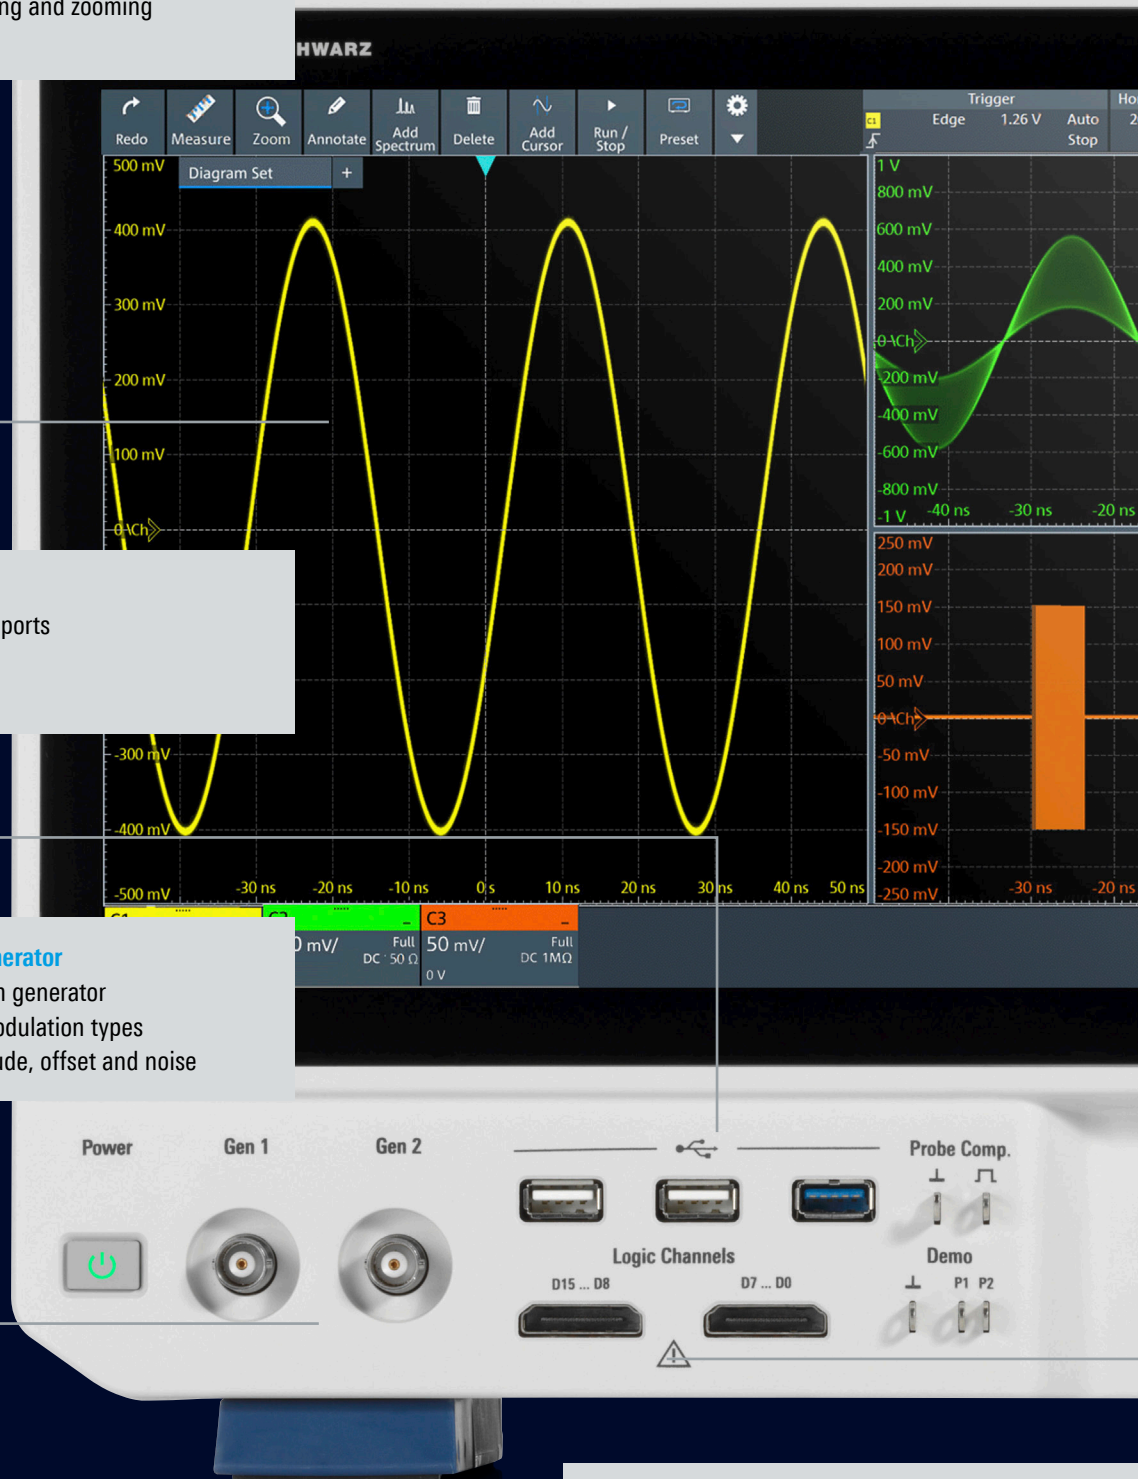 ng and zooming
HWARZ
Redo
Measure
Zoom
Annotate
Add
Spectrum
Delete
Add
Cursor
Run /
Stop
Preset
Trigger
C1
Edge 1.26 V Auto
Stop
Diagram Set +
500 mV
400 mV
300 mV
200 mV
100 mV
-300 mV
-400 mV
-500 mV
-30 ns -20 ns -10 ns 0 s 10 ns 20 ns 30 ns 40 ns 50 ns
1 V
800 mV
600 mV
400 mV
200 mV
-200 mV
-400 mV
-600 mV
-800 mV
-1 V -40 ns -30 ns -20 ns
250 mV
200 mV
150 mV
100 mV
50 mV
-50 mV
-100 mV
-150 mV
-200 mV
-250 mV -30 ns -20 ns
ports
C3
mV/ Full
DC 50 Ω
50 mV/ Full
DC 1MΩ
0 V
nerator
n generator
odulation types
ude, offset and noise
Power Gen 1 Gen 2 Probe Comp.
Logic Channels Demo
D15 ... D8 D7 ... D0 P1 P2